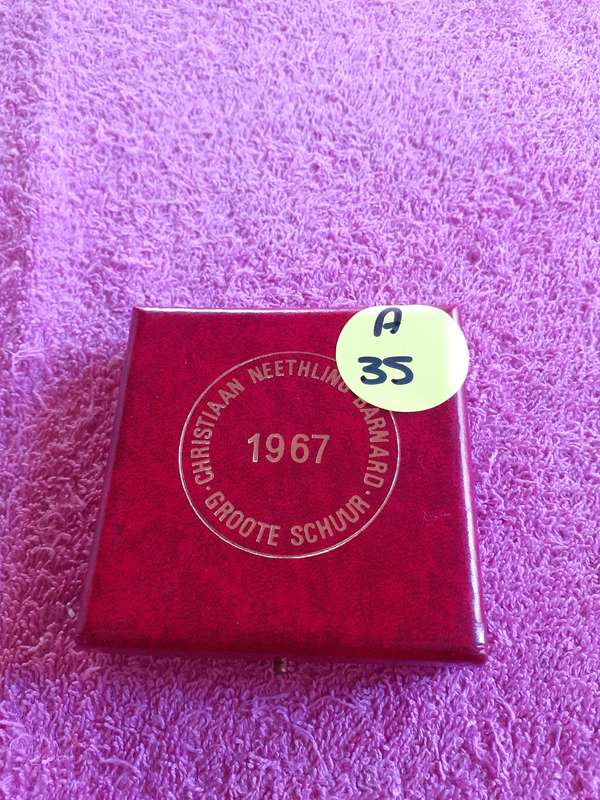 A
35
CHRISTIAAN NEETHLING BARNARD
1967
· GROOTE SCHUUR ·